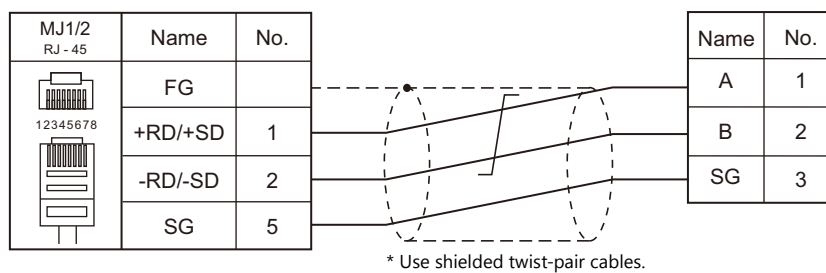 MJ1/2
RJ - 45
Name No.
FG
12345678
+RD/+SD 1
-RD/-SD 2
SG 5
Name No.
A 1
B 2
SG 3
* Use shielded twist-pair cables.